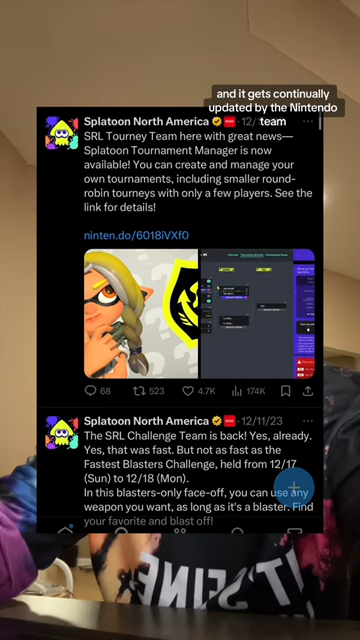 and it gets continually
updated by the Nintendo
team
Splatoon North America
SRL Tourney Team here with great news—
Splatoon Tournament Manager is now
available! You can create and manage your
own tournaments, including smaller round-
robin tourneys with only a few players. See the
link for details!
ninten.do/6018iVXf0
68 523 4.7K 174K
Splatoon North America · 12/11/23
The SRL Challenge Team is back! Yes, already.
Yes, that was fast. But not as fast as the
Fastest Blasters Challenge, held from 12/17
(Sun) to 12/18 (Mon).
In this blasters-only face-off, you can use any
weapon you want, as long as it's a blaster. Find
your favorite and blast off!